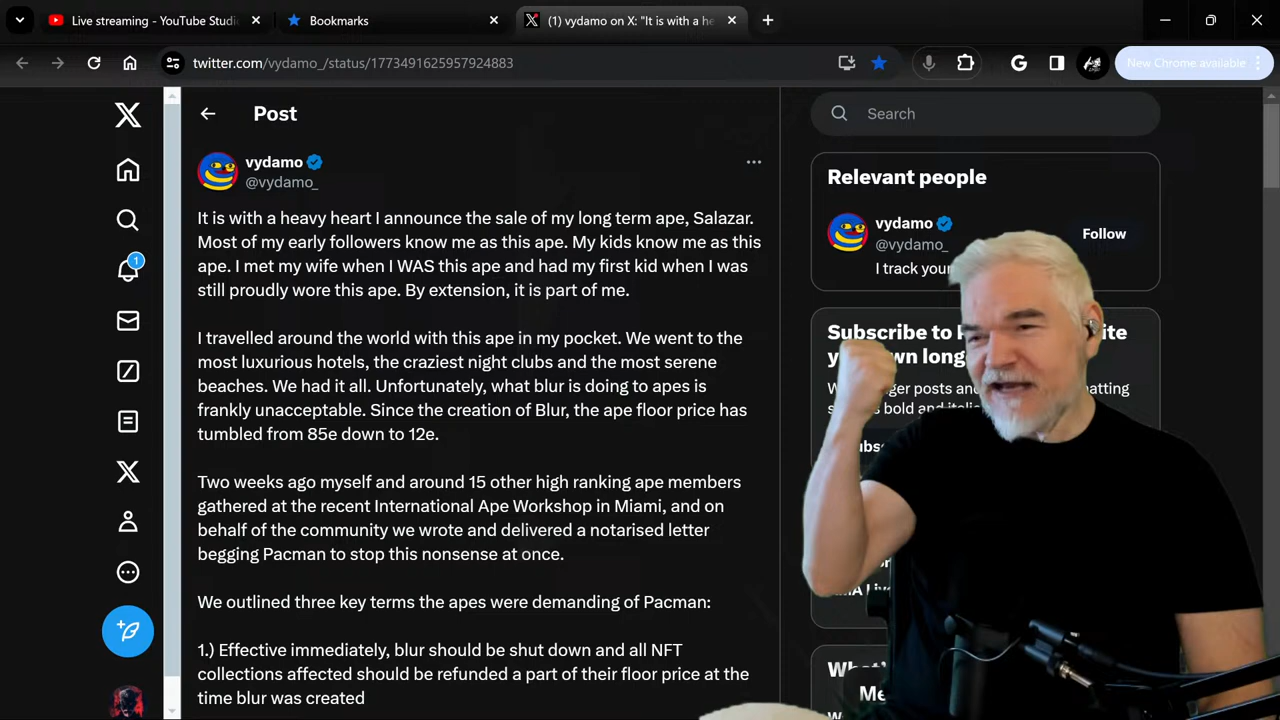 Live streaming - YouTube Studi
Bookmarks
(1) vydamo on X: "It is with a he
twitter.com/vydamo_/status/1773491625957924883
New Chrome available
Post
Search
vydamo
@vydamo_
It is with a heavy heart I announce the sale of my long term ape, Salazar.
Most of my early followers know me as this ape. My kids know me as this
ape. I met my wife when I WAS this ape and had my first kid when I was
still proudly wore this ape. By extension, it is part of me.
I travelled around the world with this ape in my pocket. We went to the
most luxurious hotels, the craziest night clubs and the most serene
beaches. We had it all. Unfortunately, what blur is doing to apes is
frankly unacceptable. Since the creation of Blur, the ape floor price has
tumbled from 85e down to 12e.
Two weeks ago myself and around 15 other high ranking ape members
gathered at the recent International Ape Workshop in Miami, and on
behalf of the community we wrote and delivered a notarised letter
begging Pacman to stop this nonsense at once.
We outlined three key terms the apes were demanding of Pacman:
1.) Effective immediately, blur should be shut down and all NFT
collections affected should be refunded a part of their floor price at the
time blur was created
1
Relevant people
vydamo
@vydamo_
Follow
I track your
Subscribe to
long
posts
bold and